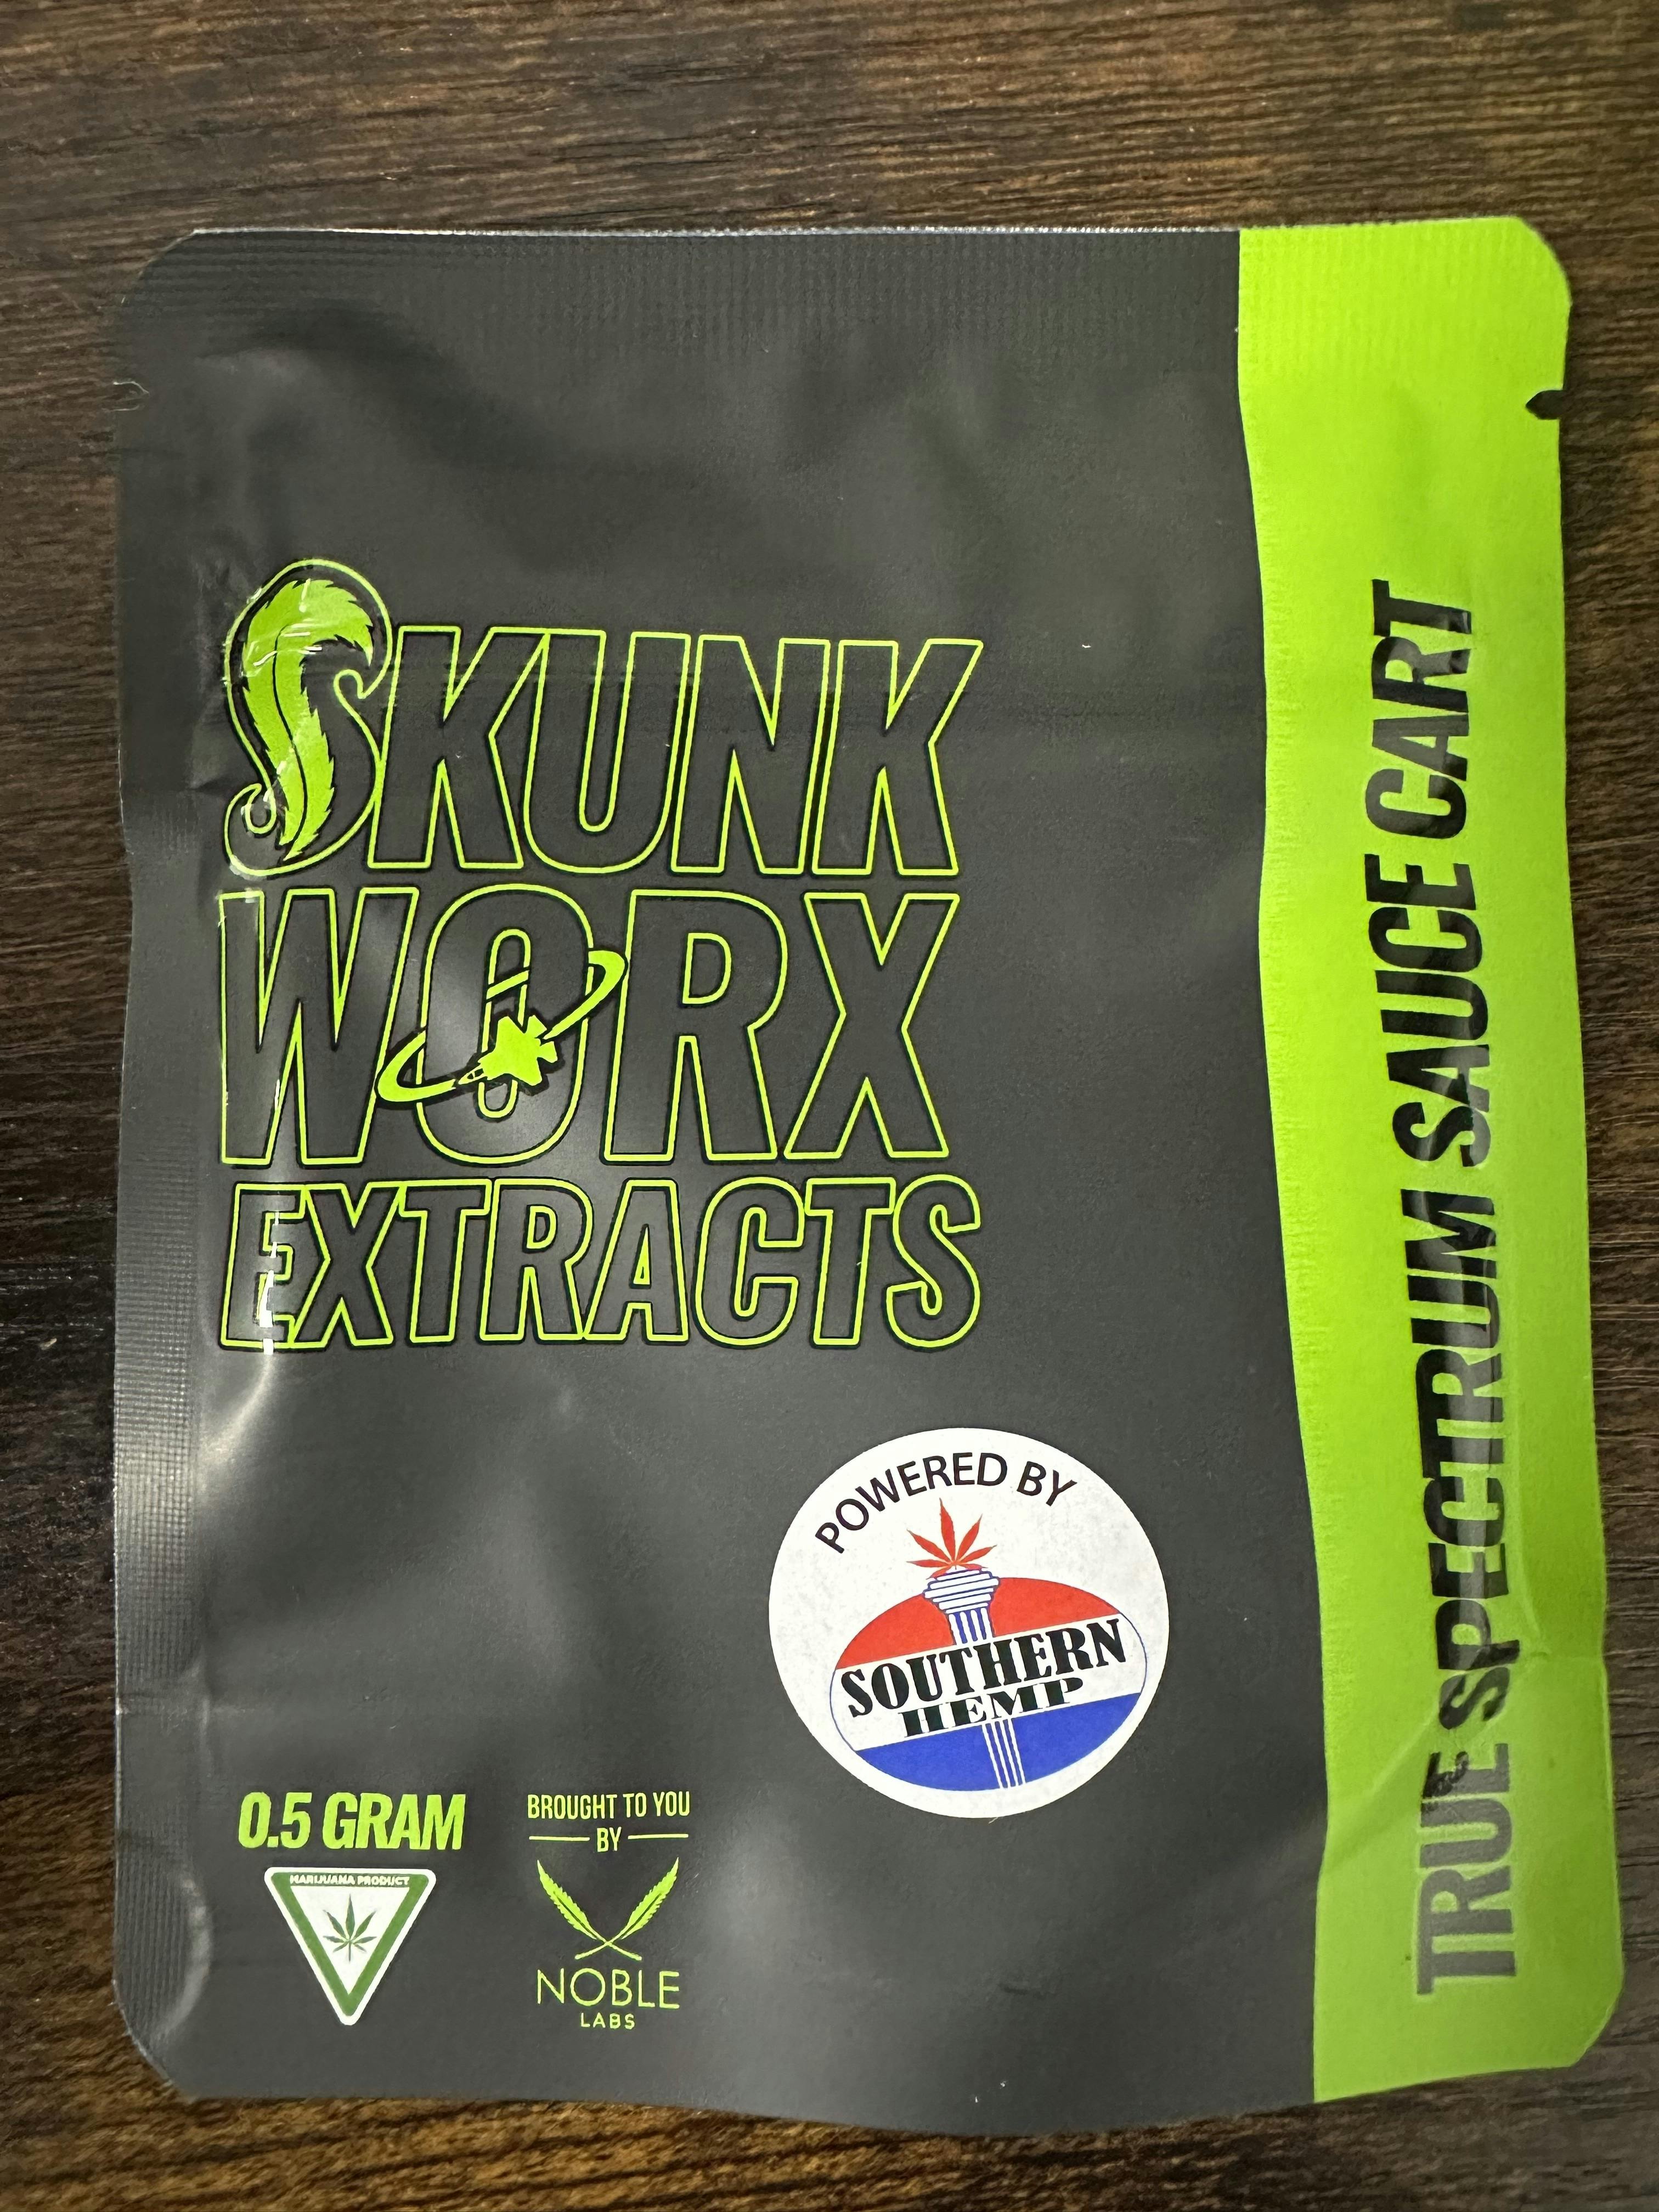 SKUNK
WORX
EXTRACTS
TRUE SPECTRUM SAUCE CART
POWERED BY
SOUTHERN
HEMP
0.5 GRAM
MARIJUANA PRODUCT
BROUGHT TO YOU
BY
NOBLE
LABS